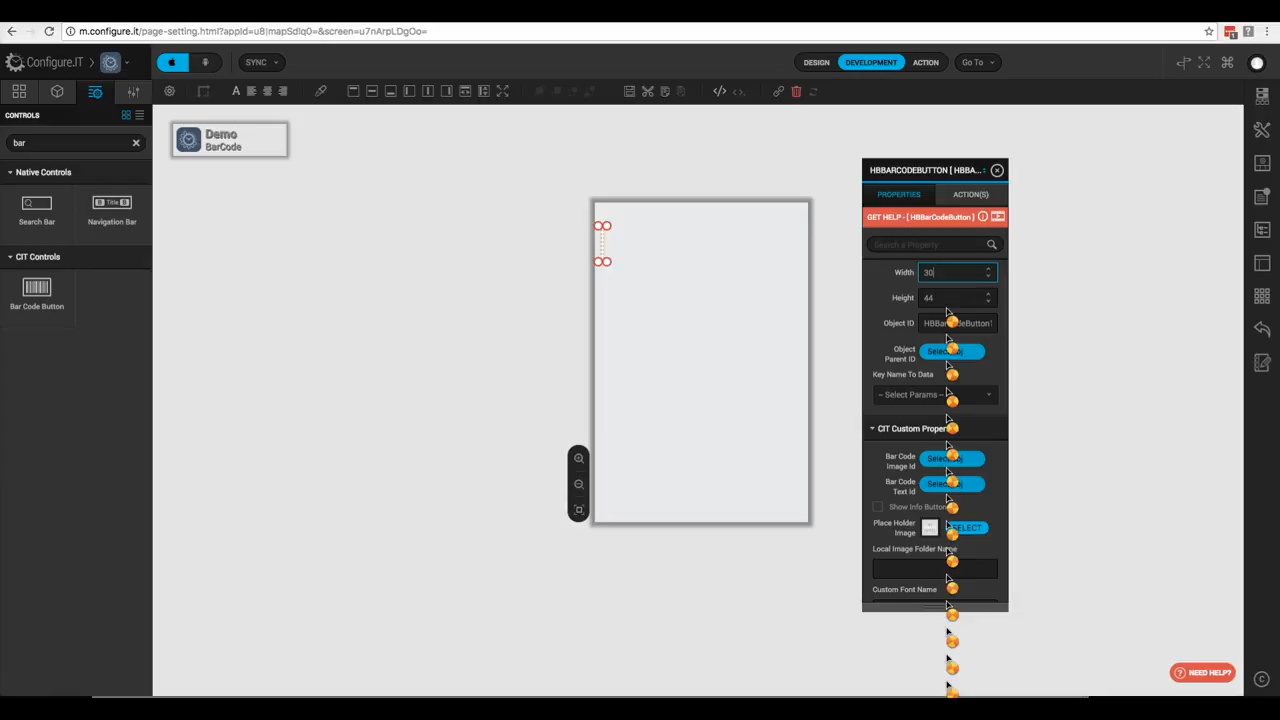 m.configure.it/page-setting.html?appId=u8|mapSdlq0=&screen=u7nArpLDgOo=
Configure.IT
SYNC
DESIGN
DEVELOPMENT
ACTION
Go To
CONTROLS
bar
Native Controls
Search Bar
Navigation Bar
Title
CIT Controls
Bar Code Button
Demo
BarCode
HBBARCODEBUTTON [ HBBA...
PROPERTIES
ACTION(S)
GET HELP - [ HBBarCodeButton ]
Search a Property
Width
30
Height
44
Object ID
Object
Parent ID
Key Name To Data
-- Select Params --
CIT Custom
Bar Code
Image Id
Bar Code
Text Id
Show Info Button
Place Holder
Image
SELECT
Local Image Folder Name
Custom Font Name
NEED HELP?